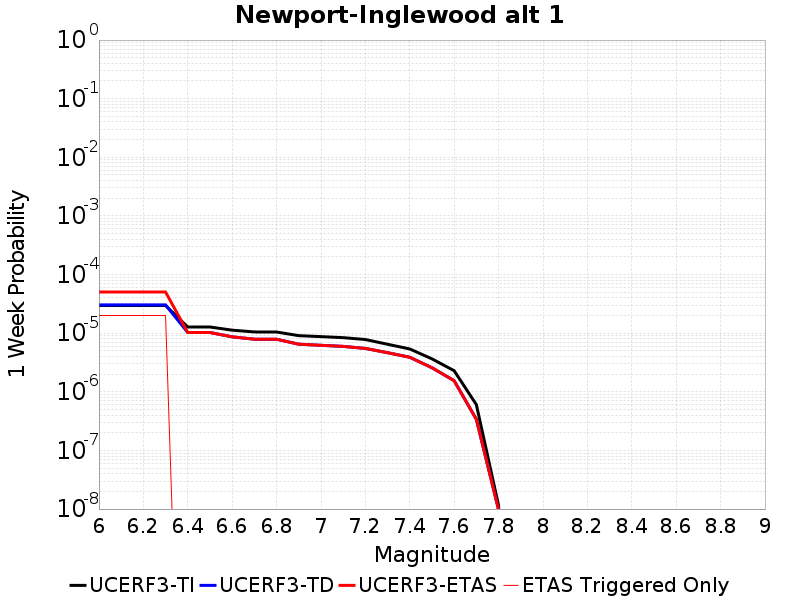 Newport-Inglewood alt 1
1 Week Probability
10^0
10^-1
10^-2
10^-3
10^-4
10^-5
10^-6
10^-7
10^-8
6 6.2 6.4 6.6 6.8 7 7.2 7.4 7.6 7.8 8 8.2 8.4 8.6 8.8 9
Magnitude
UCERF3-TI UCERF3-TD UCERF3-ETAS ETAS Triggered Only